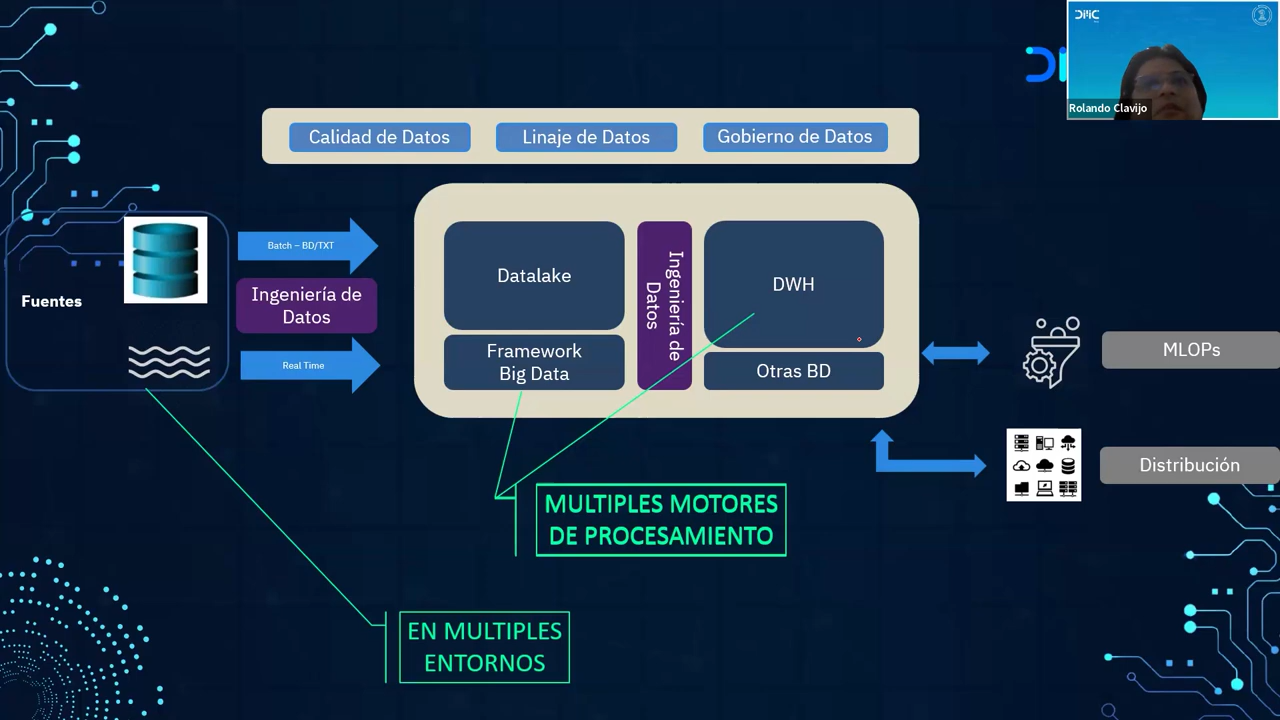 DMC
Rolando Clavijo
Calidad de Datos
Linaje de Datos
Gobierno de Datos
Fuentes
Batch – BD/TXT
Ingeniería de
Datos
Real Time
Datalake
Framework
Big Data
Ingeniería de
Datos
DWH
Otras BD
MLOPs
Distribución
MULTIPLES MOTORES
DE PROCESAMIENTO
EN MULTIPLES
ENTORNOS